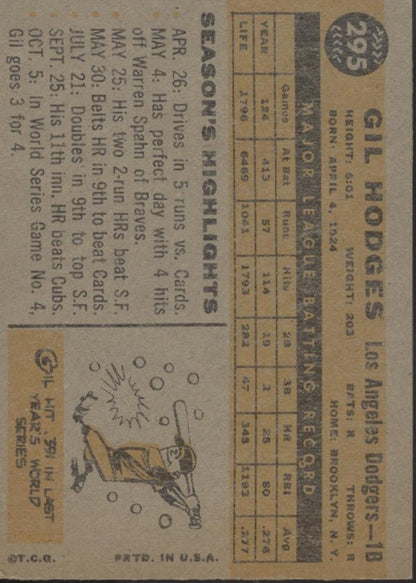 295
GIL HODGES Los Angeles Dodgers—1B
HEIGHT: 6:01 WEIGHT: 203 BATS: R THROWS: R
BORN: APRIL 4, 1924 HOME: BROOKLYN, N. Y.
MAJOR LEAGUE BATTING RECORD
Games At Bat Runs Hits 2B 3B HR RBI Avg
YEAR 124 413 57 114 19 2 25 80 .276
LIFE 1796 6469 1041 1793 282 47 345 1193 .277
SEASON'S HIGHLIGHTS
APR. 26: Drives in 5 runs vs. Cards.
MAY 4: Has perfect day with 4 hits
off Warren Spahn of Braves.
MAY 25: His two 2-run HRs beat S.F.
MAY 30: Belts HR in 9th to beat Cards.
JULY 21: Doubles in 9th to top S.F.
SEPT. 25: His 11th inn. HR beats Cubs.
OCT. 5: In World Series Game No. 4,
Gil goes 3 for 4.
GIL HIT .391 IN LAST
YEAR'S WORLD
SERIES
©T.C.G. PRTD. IN U.S.A.